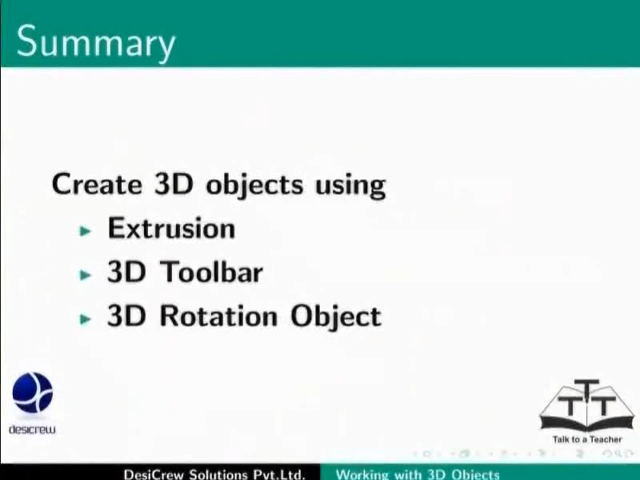 Summary
Create 3D objects using
Extrusion
3D Toolbar
3D Rotation Object
desicrew
TTT
Talk to a Teacher
DesiCrew Solutions Pvt.Ltd. Working with 3D Objects